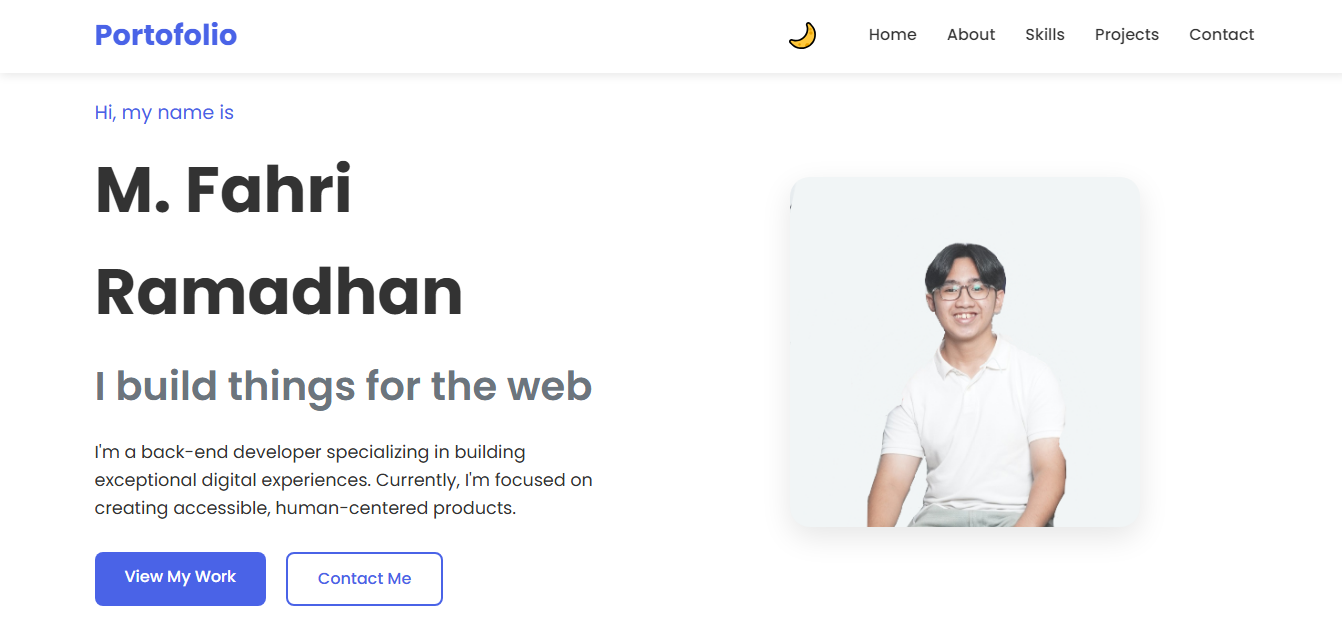 Portofolio
Home About Skills Projects Contact
Hi, my name is
M. Fahri
Ramadhan
I build things for the web
I'm a back-end developer specializing in building
exceptional digital experiences. Currently, I'm focused on
creating accessible, human-centered products.
View My Work
Contact Me